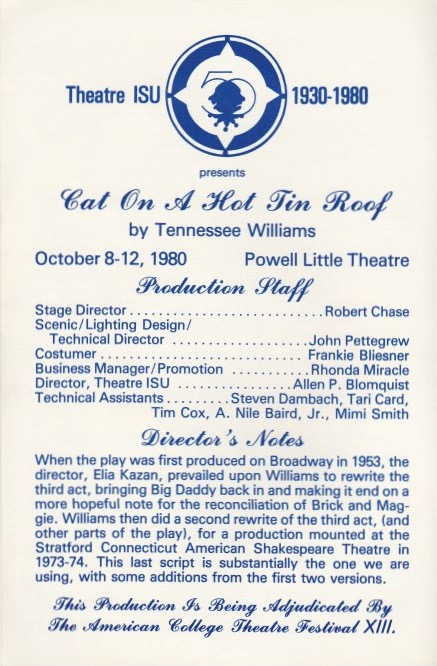 Theatre ISU 50 1930-1980
presents
Cat On A Hot Tin Roof
by Tennessee Williams
October 8-12, 1980 Powell Little Theatre
Production Staff
Stage Director . . . . . . . . . . . . . . . . . . . . . . . . . . . Robert Chase
Scenic/Lighting Design/
Technical Director . . . . . . . . . . . . . . . . . . . . John Pettegrew
Costumer . . . . . . . . . . . . . . . . . . . . . . . . . . . . Frankie Bliesner
Business Manager/Promotion . . . . . . . . . . . Rhonda Miracle
Director, Theatre ISU . . . . . . . . . . . . . . . . Allen P. Blomquist
Technical Assistants . . . . . . . . . Steven Dambach, Tari Card,
Tim Cox, A. Nile Baird, Jr., Mimi Smith
Director's Notes
When the play was first produced on Broadway in 1953, the
director, Elia Kazan, prevailed upon Williams to rewrite the
third act, bringing Big Daddy back in and making it end on a
more hopeful note for the reconciliation of Brick and Mag-
gie. Williams then did a second rewrite of the third act, (and
other parts of the play), for a production mounted at the
Stratford Connecticut American Shakespeare Theatre in
1973-74. This last script is substantially the one we are
using, with some additions from the first two versions.
This Production Is Being Adjudicated By
The American College Theatre Festival XIII.